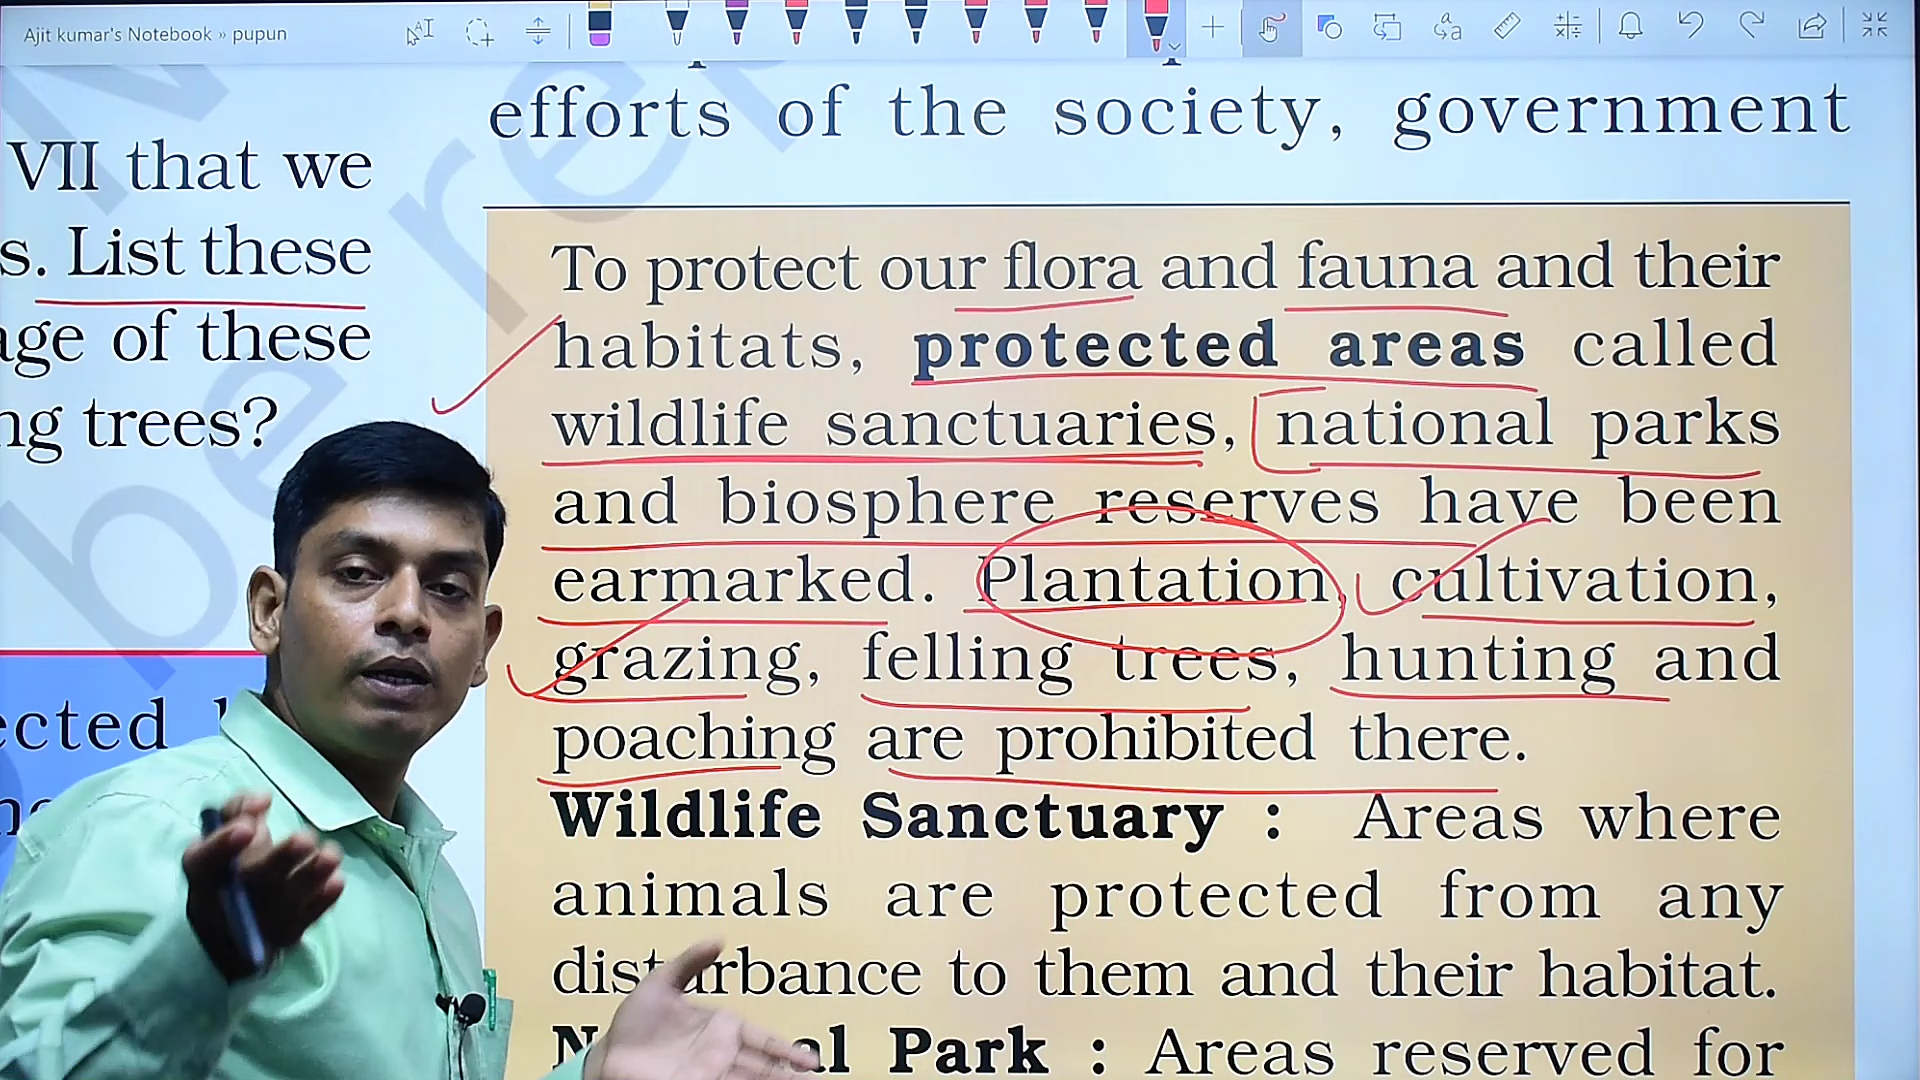 Ajit kumar's Notebook » pupun
efforts of the society, government
VII that we
s. List these
age of these
ng trees?
ected
To protect our flora and fauna and their
habitats, protected areas called
wildlife sanctuaries, national parks
and biosphere reserves have been
earmarked. Plantation, cultivation,
grazing, felling trees, hunting and
poaching are prohibited there.
Wildlife Sanctuary : Areas where
animals are protected from any
disturbance to them and their habitat.
National Park : Areas reserved for